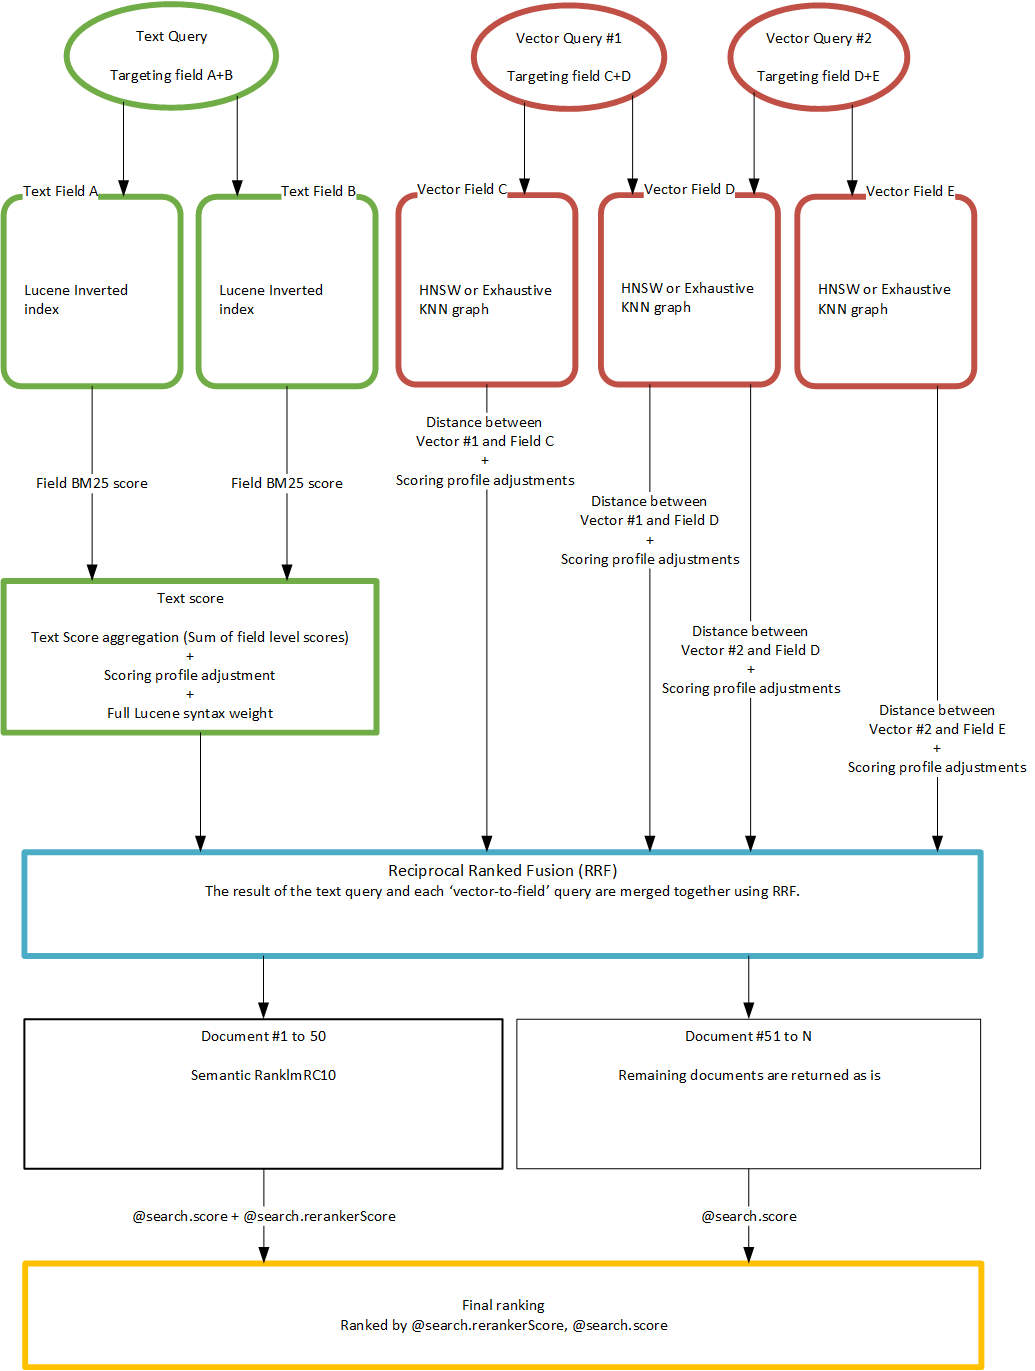 Text Query
Targeting field A+B
Vector Query #1
Targeting field C+D
Vector Query #2
Targeting field D+E
Text Field A
Text Field B
Vector Field C
Vector Field D
Vector Field E
Lucene Inverted
index
Lucene Inverted
index
HNSW or Exhaustive
KNN graph
HNSW or Exhaustive
KNN graph
HNSW or Exhaustive
KNN graph
Field BM25 score
Field BM25 score
Distance between
Vector #1 and Field C
+
Scoring profile adjustments
Distance between
Vector #1 and Field D
+
Scoring profile adjustments
Distance between
Vector #2 and Field D
+
Scoring profile adjustments
Distance between
Vector #2 and Field E
+
Scoring profile adjustments
Text score
Text Score aggregation (Sum of field level scores)
+
Scoring profile adjustment
+
Full Lucene syntax weight
Reciprocal Ranked Fusion (RRF)
The result of the text query and each ‘vector-to-field’ query are merged together using RRF.
Document #1 to 50
Semantic RanklmRC10
Document #51 to N
Remaining documents are returned as is
@search.score + @search.rerankerScore
@search.score
Final ranking
Ranked by @search.rerankerScore, @search.score